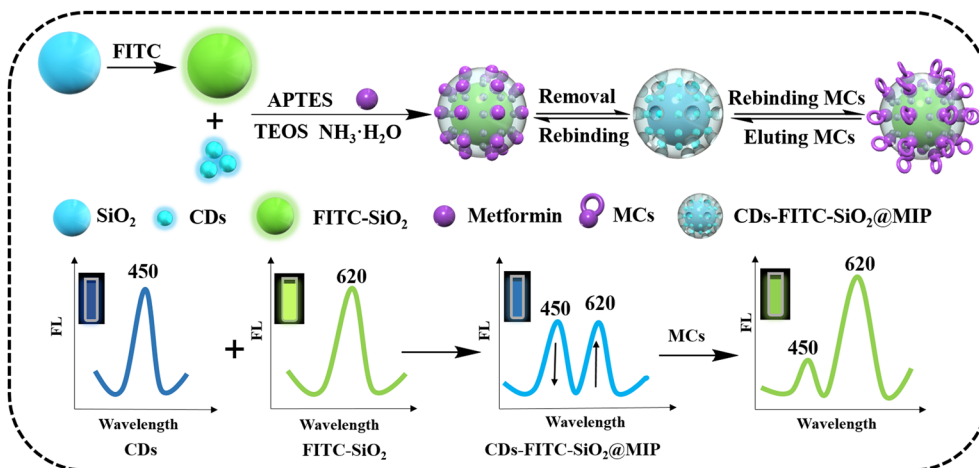 FITC
+
APTES
TEOS NH₃·H₂O
Removal
Rebinding
Rebinding MCs
Eluting MCs
SiO₂
CDs
FITC-SiO₂
Metformin
MCs
CDs-FITC-SiO₂@MIP
FL
450
Wavelength
CDs
+
FL
620
Wavelength
FITC-SiO₂
FL
450
620
Wavelength
CDs-FITC-SiO₂@MIP
MCs
FL
450
620
Wavelength